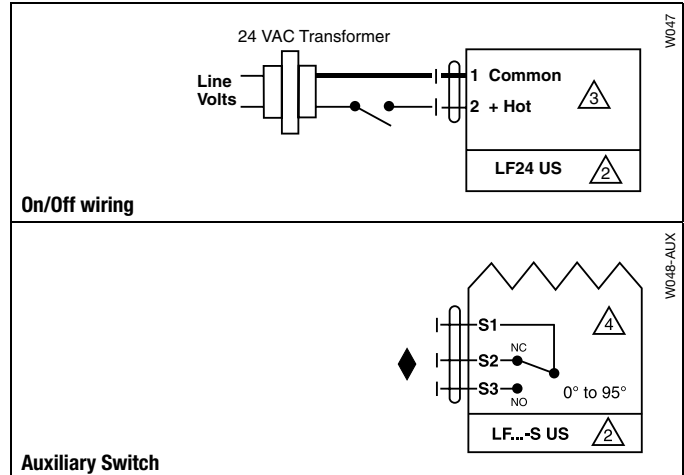 24 VAC Transformer
W047
Line
Volts
1 Common
2 + Hot
3
LF24 US
2
On/Off wiring
W048-AUX
S1
4
S2
NC
S3
NO
0° to 95°
LF...-S US
2
Auxiliary Switch